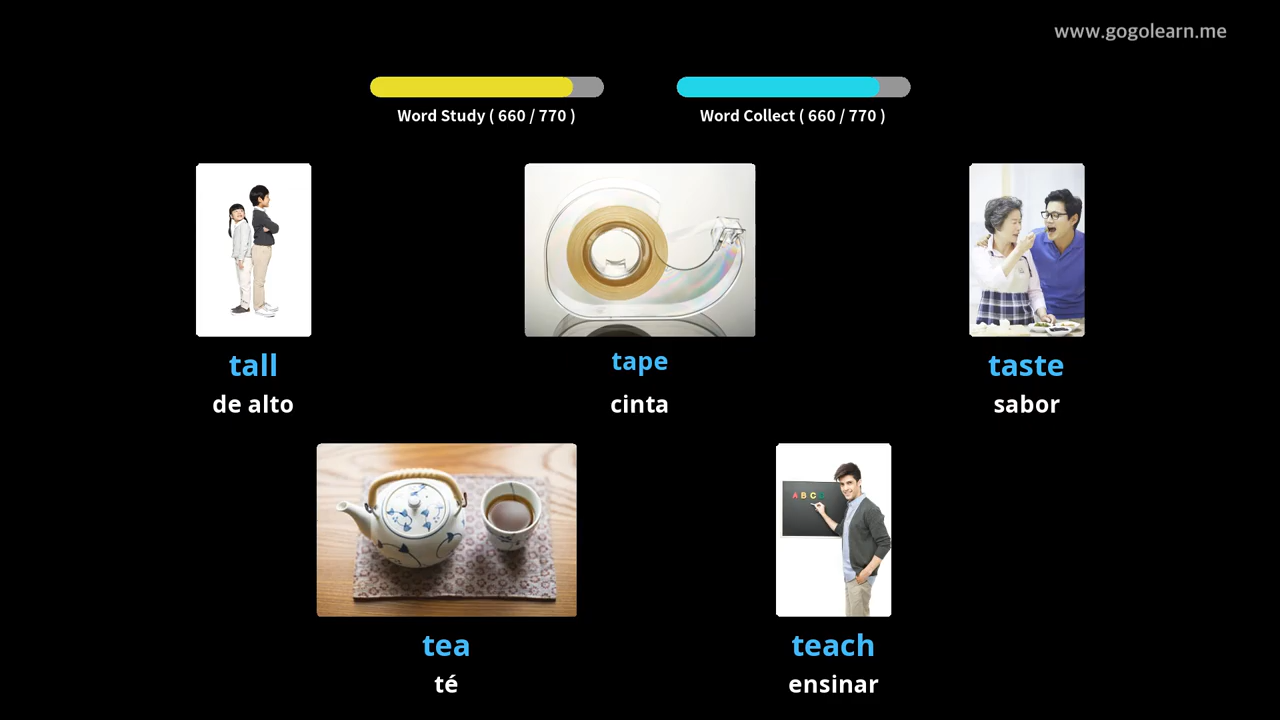 www.gogolearn.me
Word Study ( 660 / 770 )
Word Collect ( 660 / 770 )
tall
tape
taste
de alto
cinta
sabor
A B C D
tea
teach
té
ensinar